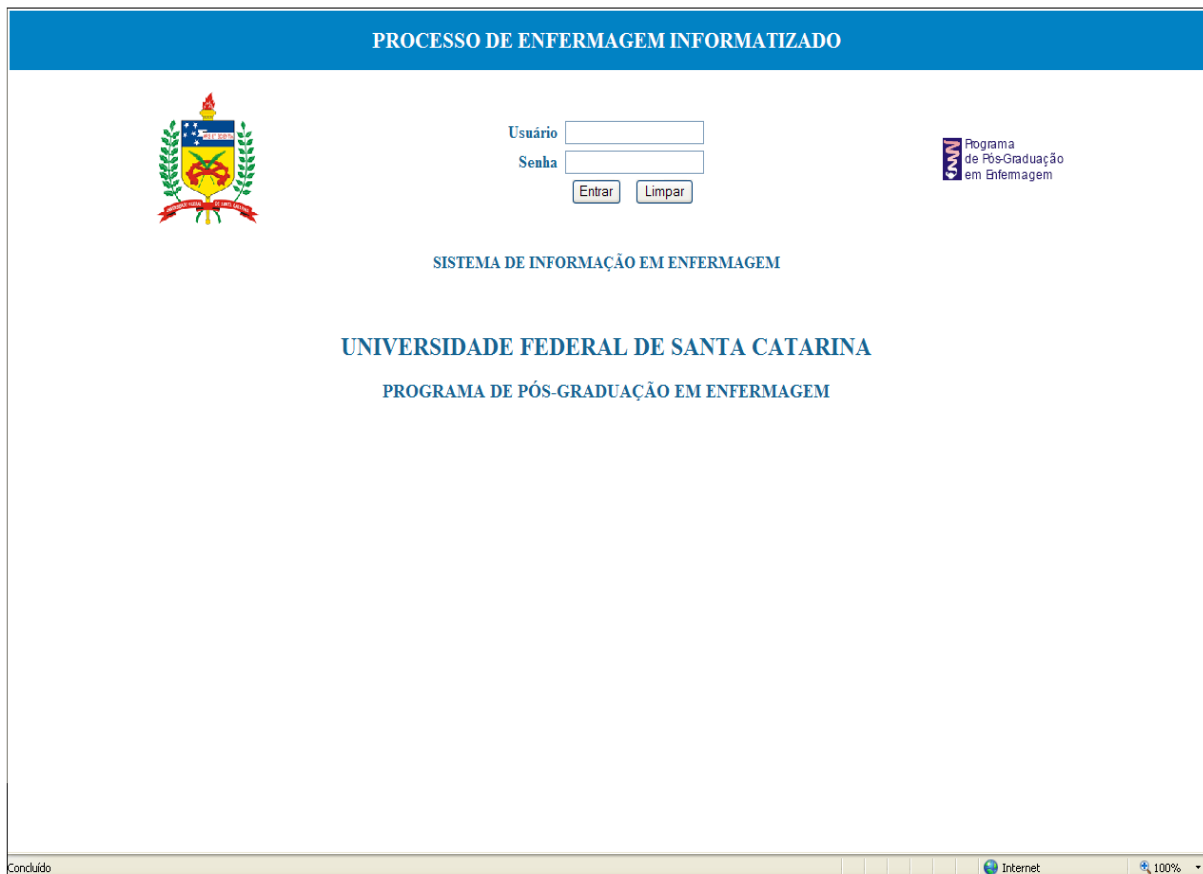 PROCESSO DE ENFERMAGEM INFORMATIZADO
Usuário
Senha
Entrar Limpar
Programa
de Pós-Graduação
em Enfermagem
SISTEMA DE INFORMAÇÃO EM ENFERMAGEM
UNIVERSIDADE FEDERAL DE SANTA CATARINA
PROGRAMA DE PÓS-GRADUAÇÃO EM ENFERMAGEM
Concluído Internet 100%